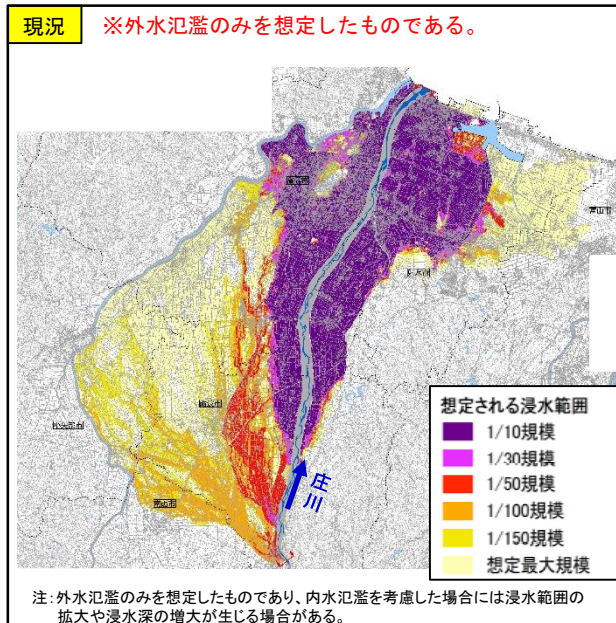 現況
※外水氾濫のみを想定したものである。
富山市
砺波市
庄川
想定される浸水範囲
1/10規模
1/30規模
1/50規模
1/100規模
1/150規模
想定最大規模
注:外水氾濫のみを想定したものであり、内水氾濫を考慮した場合には浸水範囲の
拡大や浸水深の増大が生じる場合がある。